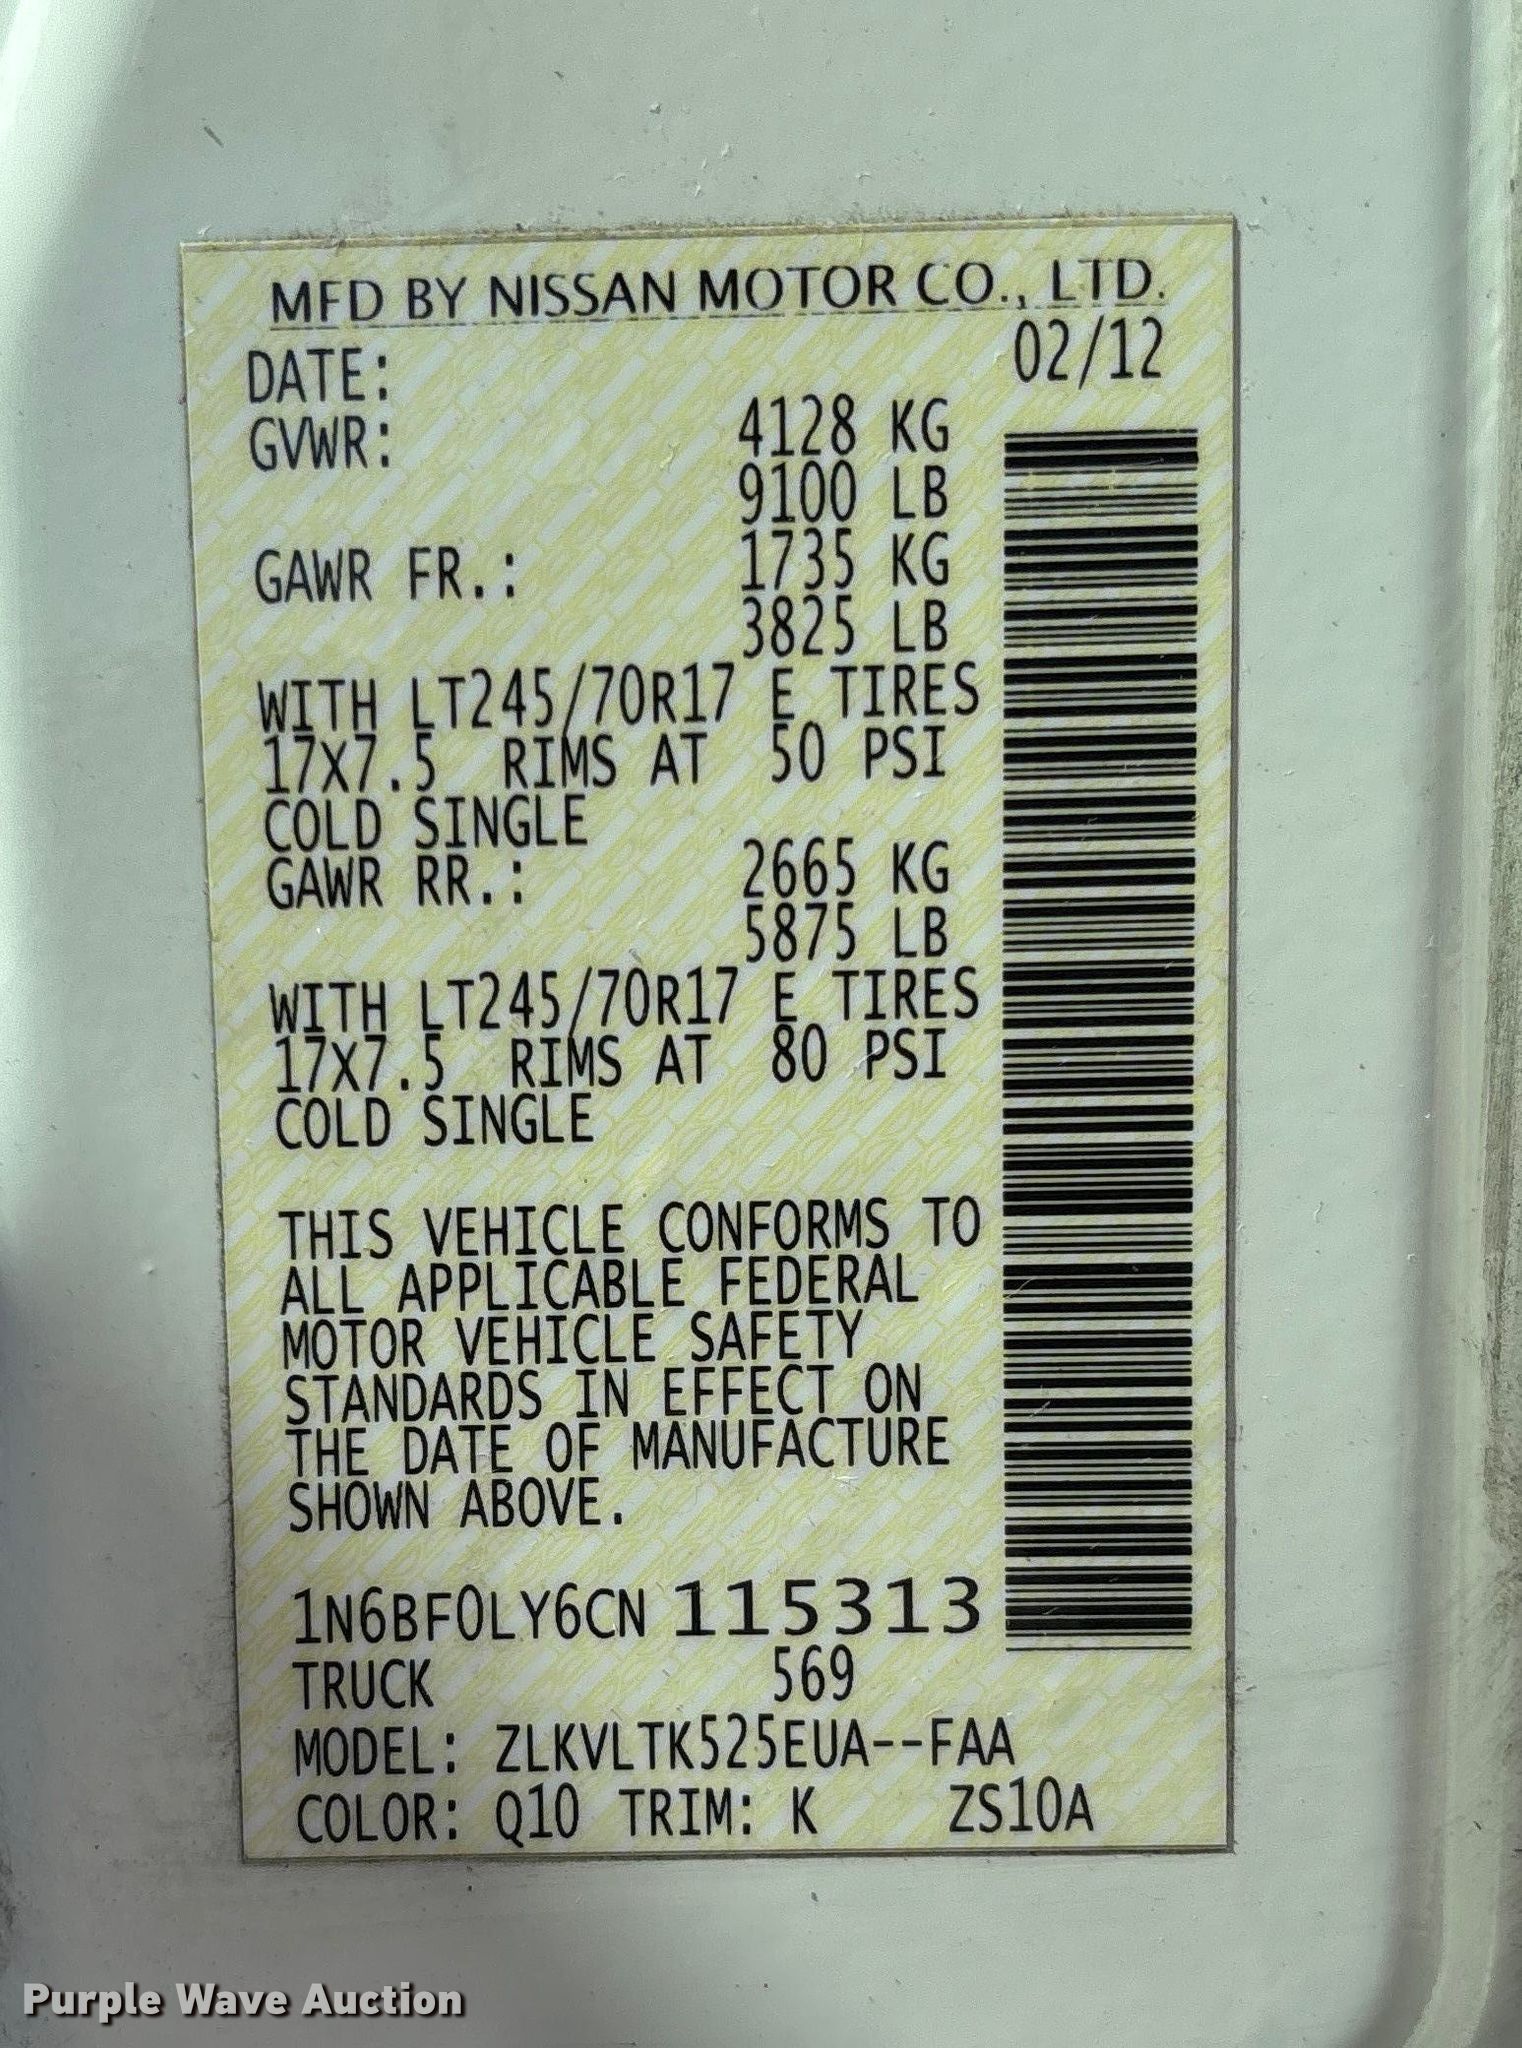 MFD BY NISSAN MOTOR CO., LTD.
DATE: 02/12
GVWR: 4128 KG
9100 LB
GAWR FR.: 1735 KG
3825 LB
WITH LT245/70R17 E TIRES
17X7.5 RIMS AT 50 PSI
COLD SINGLE
GAWR RR.: 2665 KG
5875 LB
WITH LT245/70R17 E TIRES
17X7.5 RIMS AT 80 PSI
COLD SINGLE
THIS VEHICLE CONFORMS TO
ALL APPLICABLE FEDERAL
MOTOR VEHICLE SAFETY
STANDARDS IN EFFECT ON
THE DATE OF MANUFACTURE
SHOWN ABOVE.
1N6BF0LY6CN 115313
TRUCK 569
MODEL: ZLKVLTK525EUA--FAA
COLOR: Q10 TRIM: K ZS10A
Purple Wave Auction